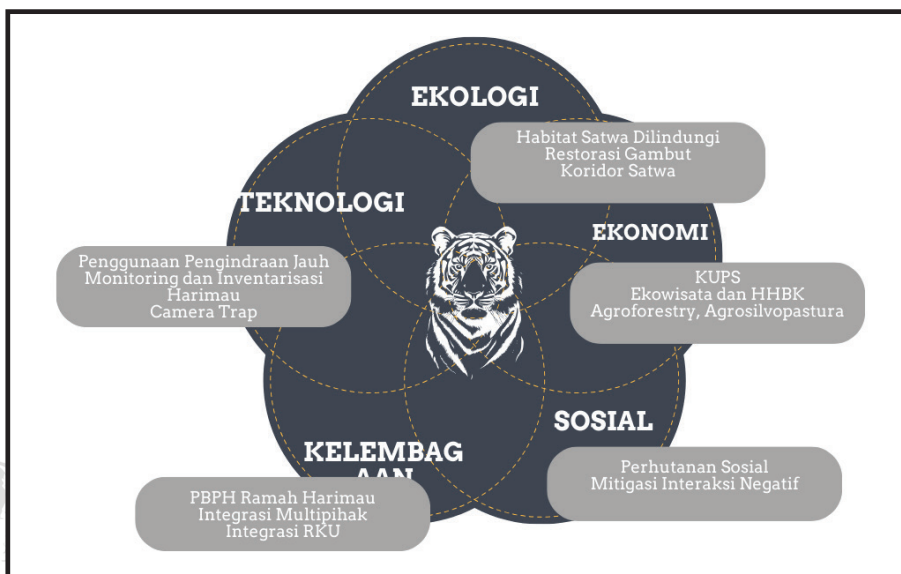 EKOLOGI
Habitat Satwa Dilindungi
Restorasi Gambut
Koridor Satwa
TEKNOLOGI
Penggunaan Pengindraan Jauh
Monitoring dan Inventarisasi
Harimau
Camera Trap
EKONOMI
KUPS
Ekowisata dan HHBK
Agroforestry, Agrosilvopastura
SOSIAL
Perhutanan Sosial
Mitigasi Interaksi Negatif
KELEMBAG
AAN
PBPH Ramah Harimau
Integrasi Multipihak
Integrasi RKU